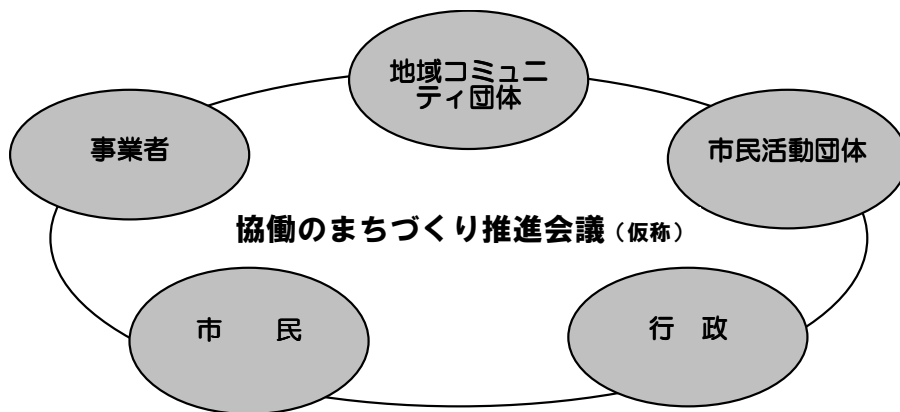 地域コミュニ
ティ団体
事業者
市民活動団体
協働のまちづくり推進会議（仮称）
市　　民
行　政